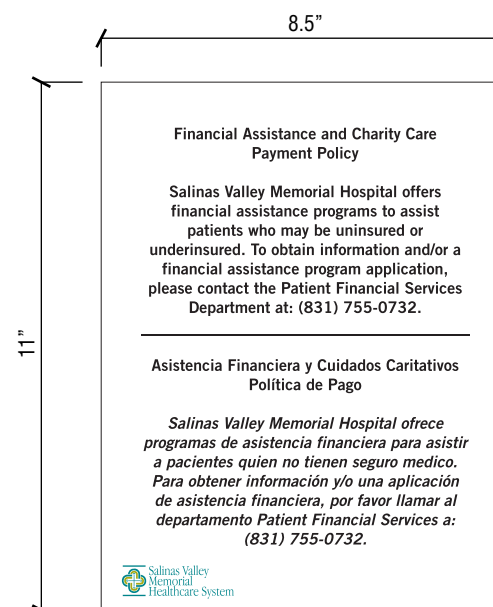 8.5”
11”
Financial Assistance and Charity Care
Payment Policy
Salinas Valley Memorial Hospital offers
financial assistance programs to assist
patients who may be uninsured or
underinsured. To obtain information and/or a
financial assistance program application,
please contact the Patient Financial Services
Department at: (831) 755-0732.
Asistencia Financiera y Cuidados Caritativos
Política de Pago
Salinas Valley Memorial Hospital ofrece
programas de asistencia financiera para asistir
a pacientes quien no tienen seguro medico.
Para obtener información y/o una aplicación
de asistencia financiera, por favor llamar al
departamento Patient Financial Services a:
(831) 755-0732.
Salinas Valley
Memorial
Healthcare System